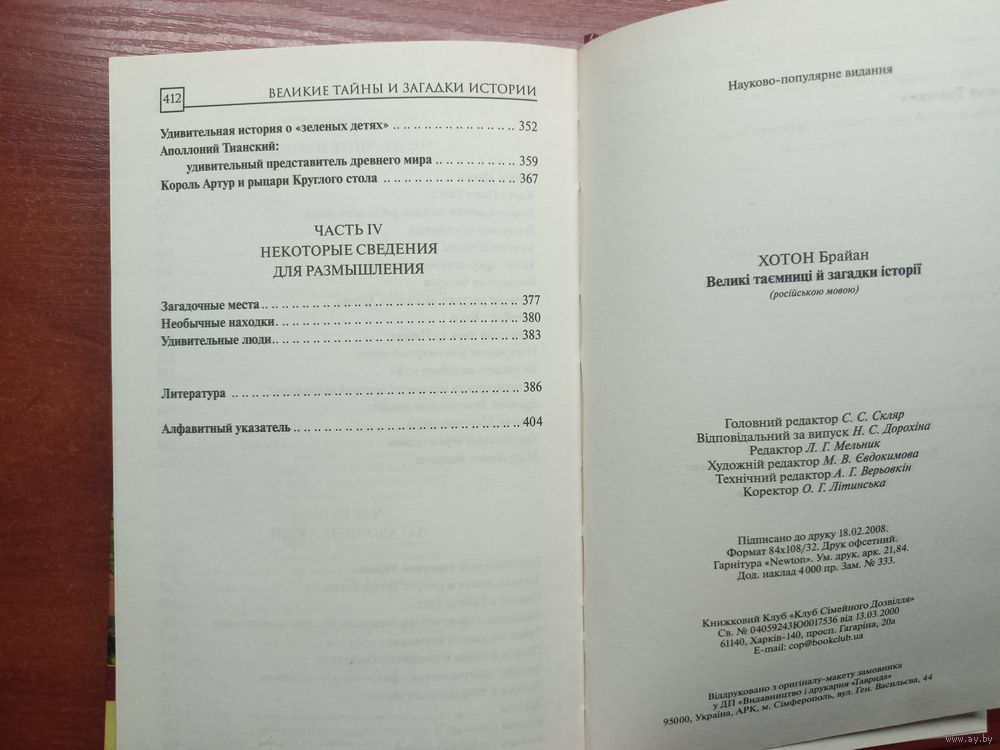 412
ВЕЛИКИЕ ТАЙНЫ И ЗАГАДКИ ИСТОРИИ
Удивительная история о «зеленых детях» 352
Аполлоний Тианский:
удивительный представитель древнего мира 359
Король Артур и рыцари Круглого стола 367
ЧАСТЬ IV
НЕКОТОРЫЕ СВЕДЕНИЯ
ДЛЯ РАЗМЫШЛЕНИЯ
Загадочные места 377
Необычные находки 380
Удивительные люди 383
Литература 386
Алфавитный указатель 404
Науково-популярне видання
ХОТОН Брайан
Великі таємниці й загадки історії
(російською мовою)
Головний редактор С. С. Скляр
Відповідальний за випуск Н. С. Дорохіна
Редактор Л. Г. Мельник
Художній редактор М. В. Євдокимова
Технічний редактор А. Г. Верьовкін
Коректор О. Г. Літинська
Підписано до друку 18.02.2008.
Формат 84х108/32. Друк офсетний.
Гарнітура «Newton». Ум. друк. арк. 21,84.
Дод. наклад 4000 пр. Зам. № 333.
Книжковий Клуб «Клуб Сімейного Дозвілля»
Св. № 04059243Ю0017536 від 13.03.2000
61140, Харків-140, просп. Гагаріна, 20а
E-mail: cop@bookclub.ua
Віддруковано з оригіналу-макету замовника
у ДП «Видавництво і друкарня «Таврида»
95000, Україна, АРК, м. Сімферополь, вул. Ген. Васильєва, 44
www.ay.by